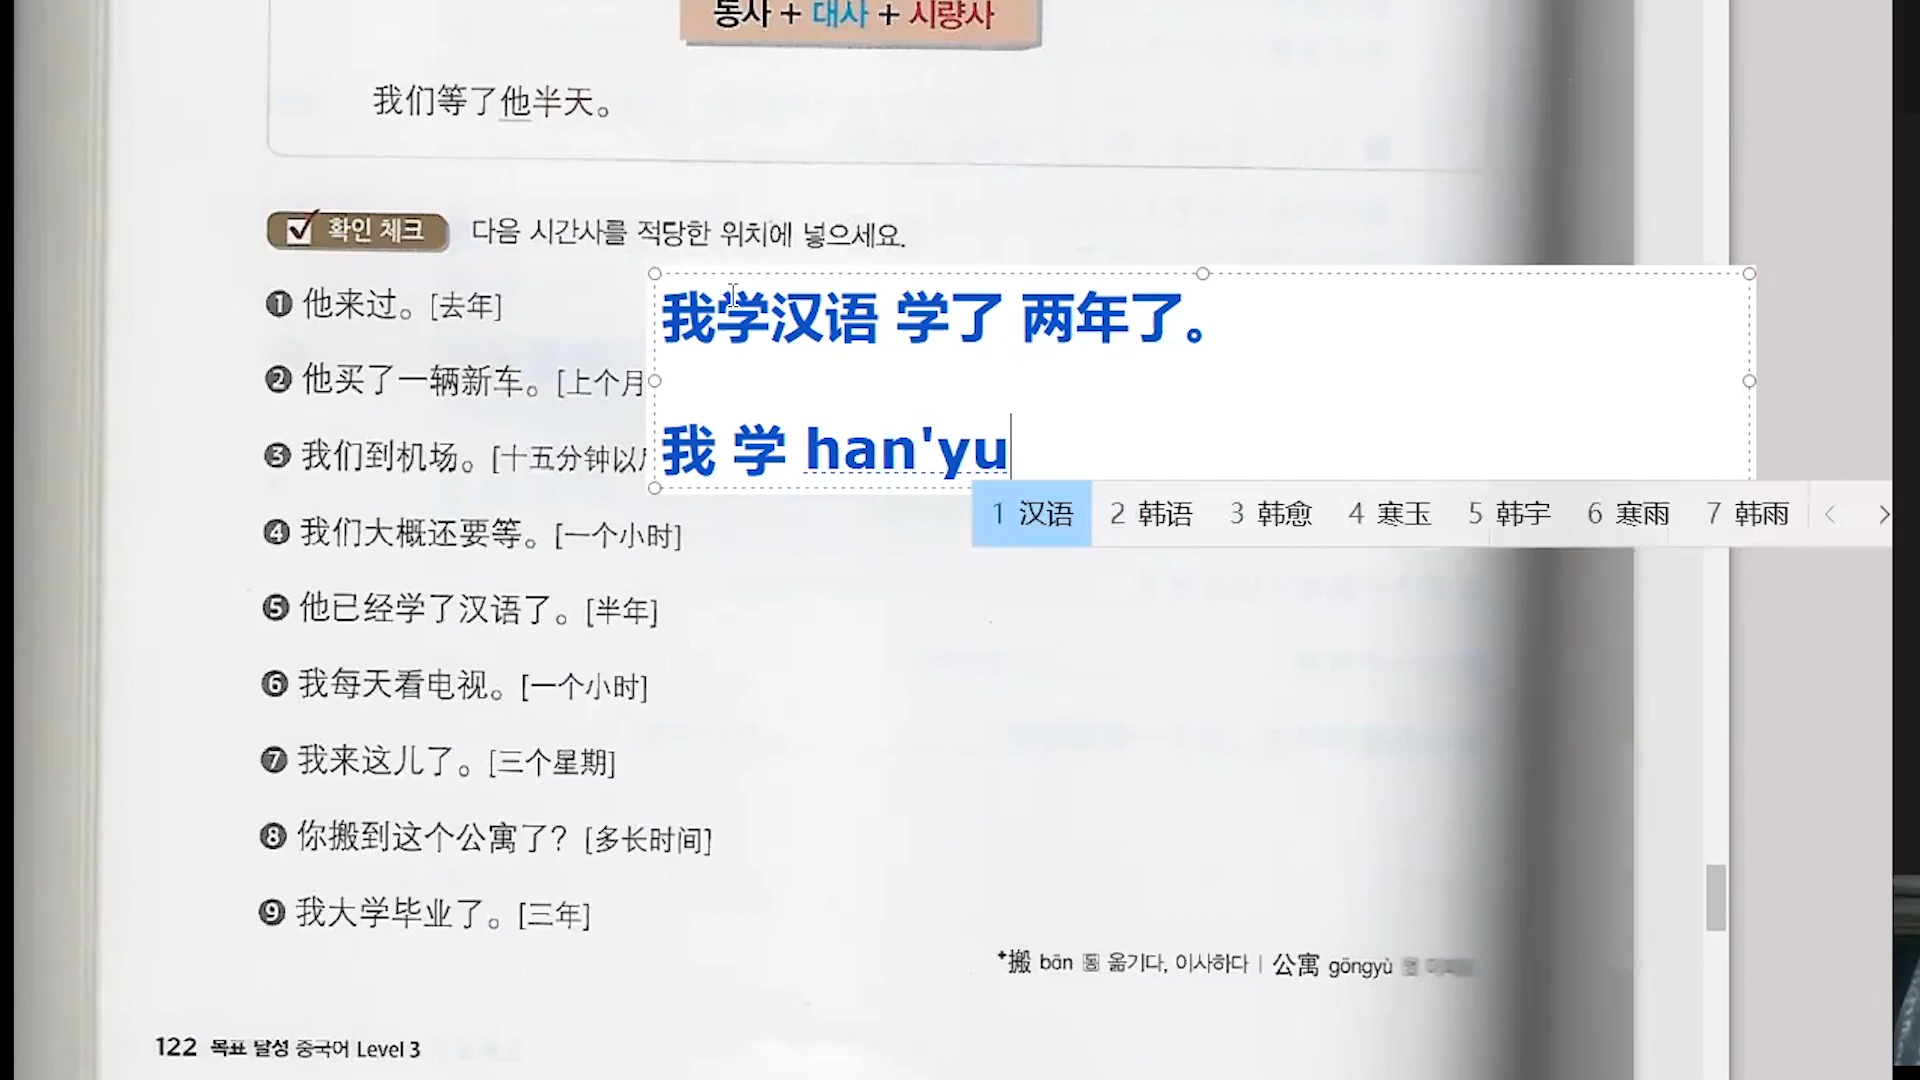 동사 + 대사 + 시량사
我们等了他半天。
확인 체크 다음 시간사를 적당한 위치에 넣으세요.
我学汉语 学了 两年了。
我 学 han'yu
1 汉语 2 韩语 3 韩愈 4 寒玉 5 韩宇 6 寒雨 7 韩雨
❶ 他来过。[去年]
❷ 他买了一辆新车。[上个月
❸ 我们到机场。[十五分钟以
❹ 我们大概还要等。[一个小时]
❺ 他已经学了汉语了。[半年]
❻ 我每天看电视。[一个小时]
❼ 我来这儿了。[三个星期]
❽ 你搬到这个公寓了? [多长时间]
❾ 我大学毕业了。[三年]
+搬 bān 동 옮기다, 이사하다 | 公寓 gōngyù
122 목표 달성 중국어 Level 3